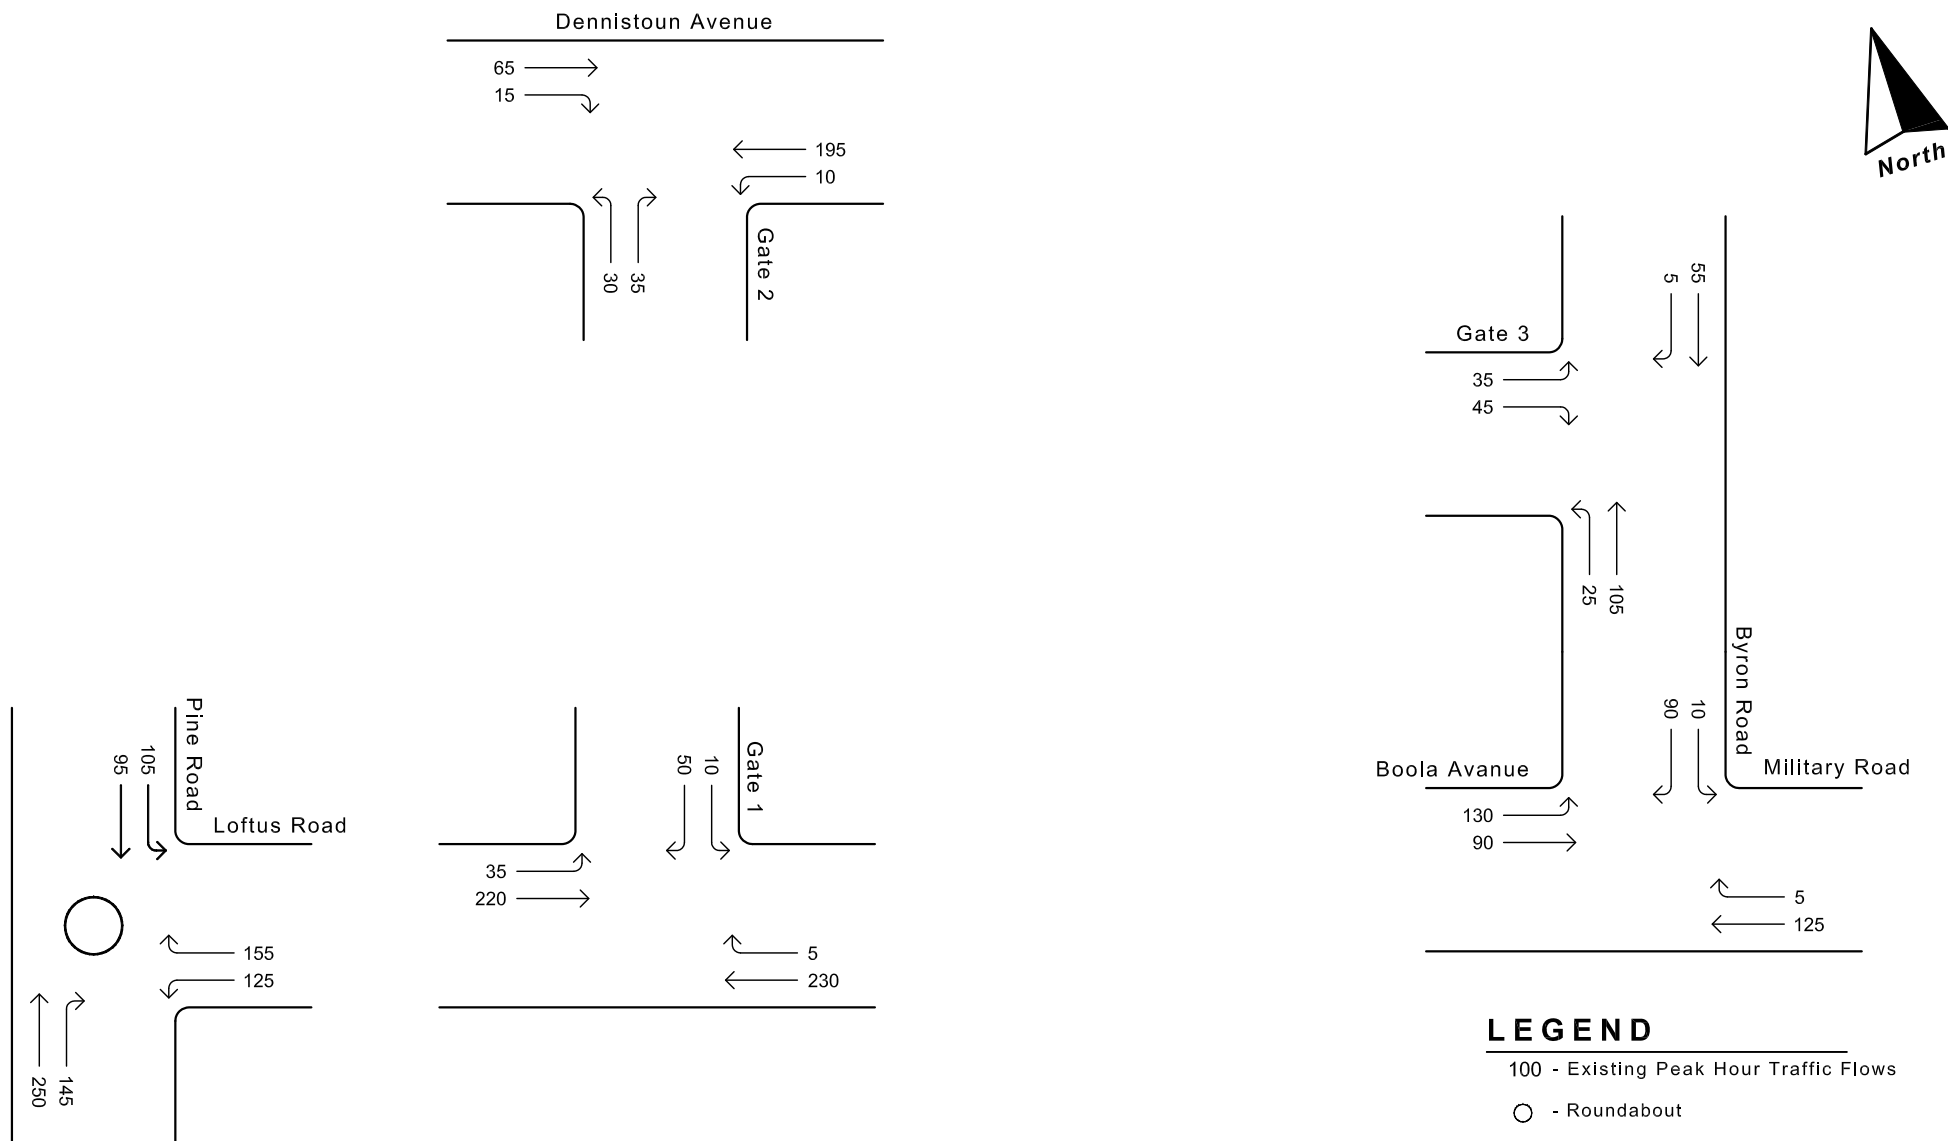 Dennistoun Avenue
65
15
195
10
North
Gate 2
30
35
55
5
Gate 3
35
45
25
105
Byron Road
90
10
Boola Avanue
Military Road
130
90
5
125
Pine Road
95
105
Loftus Road
155
125
250
145
50
10
Gate 1
35
220
5
230
LEGEND
100 - Existing Peak Hour Traffic Flows
- Roundabout